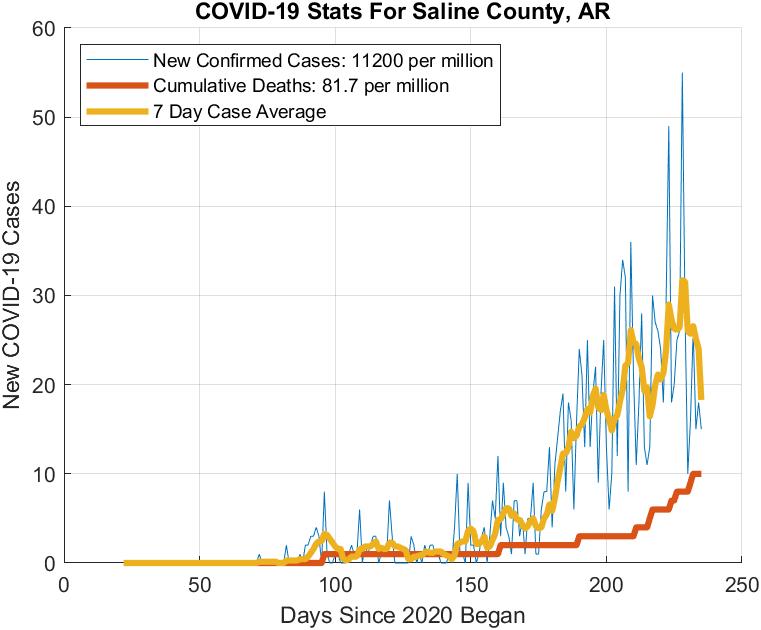 COVID-19 Stats For Saline County, AR
New Confirmed Cases: 11200 per million
Cumulative Deaths: 81.7 per million
7 Day Case Average
New COVID-19 Cases
60
50
40
30
20
10
0
0 50 100 150 200 250
Days Since 2020 Began